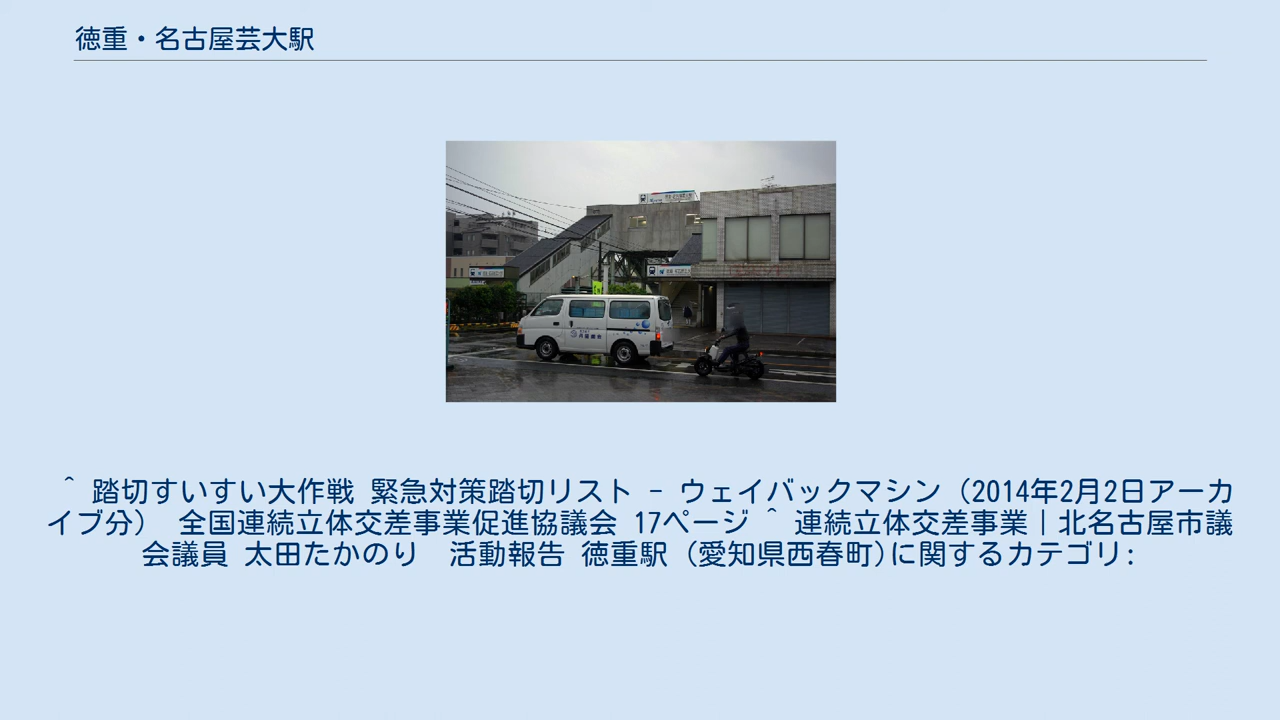 徳重・名古屋芸大駅
^ 踏切すいすい大作戦 緊急対策踏切リスト - ウェイバックマシン（2014年2月2日アーカ
イブ分） 全国連続立体交差事業促進協議会 17ページ ^ 連続立体交差事業｜北名古屋市議
会議員 太田たかのり　活動報告 徳重駅 (愛知県西春町)に関するカテゴリ: